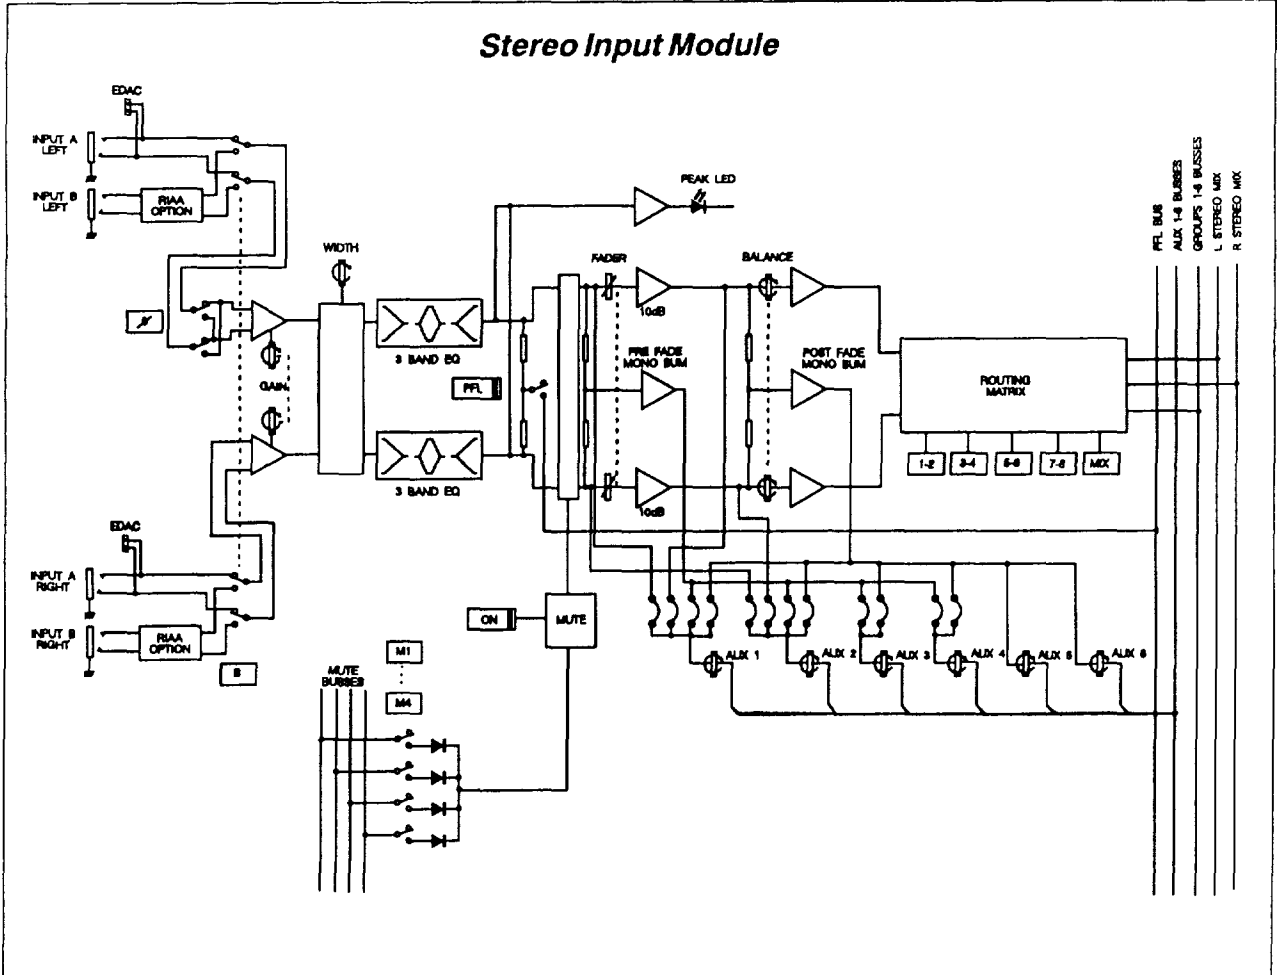 Stereo Input Module
EDAC
INPUT A
LEFT
INPUT B
LEFT
RIAA
OPTION
PEAK LED
WIDTH
FADER
BALANCE
PFL BUS
AUX 1-6 BUSSES
GROUPS 1-8 BUSSES
L STEREO MIX
R STEREO MIX
ø
10dB
GAIN
3 BAND EQ
PFL
PRE FADE
MONO SUM
POST FADE
MONO SUM
ROUTING
MATRIX
1-2
3-4
5-6
7-8
MIX
3 BAND EQ
10dB
EDAC
INPUT A
RIGHT
INPUT B
RIGHT
RIAA
OPTION
B
ON
MUTE
AUX 1
AUX 2
AUX 3
AUX 4
AUX 5
AUX 6
MUTE
BUSSES
M1
M4